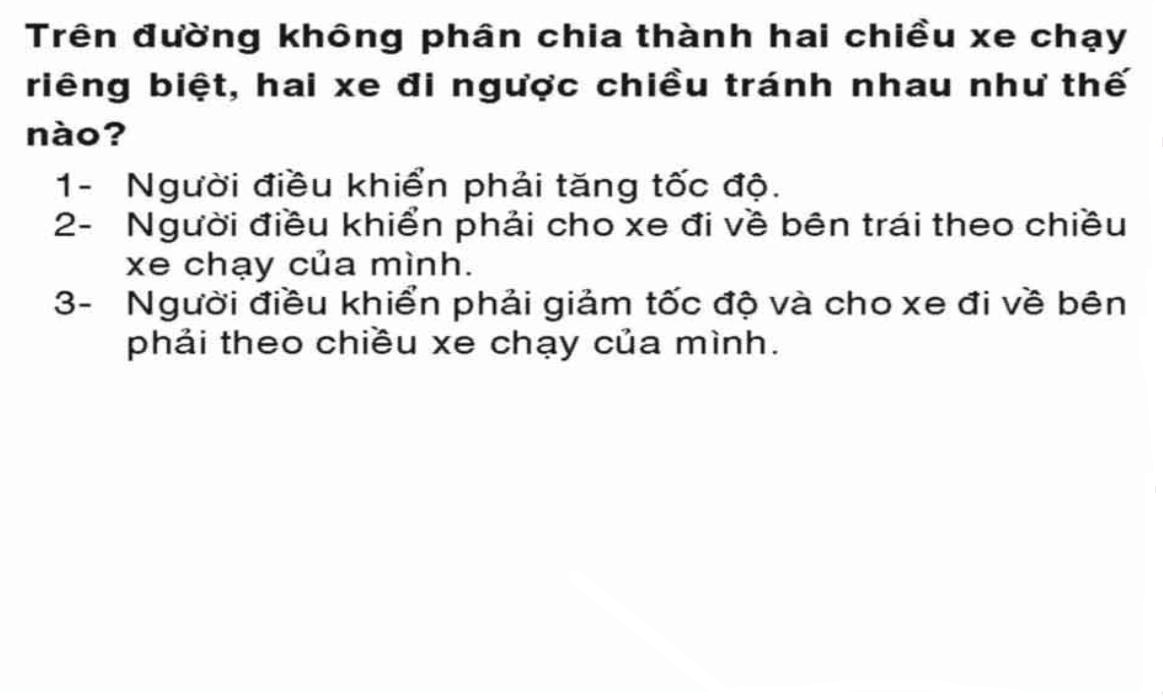 Trên đường không phân chia thành hai chiều xe chạy
riêng biệt, hai xe đi ngược chiều tránh nhau như thế
nào?
1- Người điều khiển phải tăng tốc độ.
2- Người điều khiển phải cho xe đi về bên trái theo chiều
xe chạy của mình.
3- Người điều khiển phải giảm tốc độ và cho xe đi về bên
phải theo chiều xe chạy của mình.